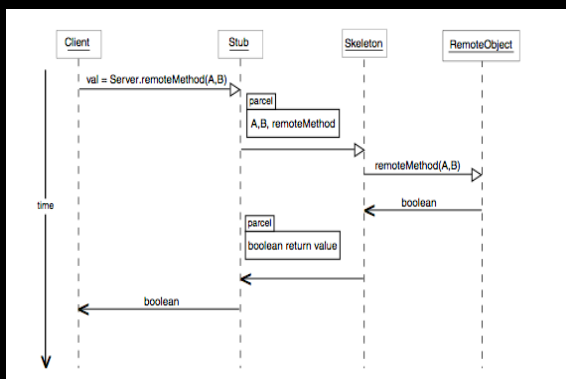 Client
Stub
Skeleton
RemoteObject
val = Server.remoteMethod(A,B)
parcel
A,B, remoteMethod
remoteMethod(A,B)
time
boolean
parcel
boolean return value
boolean